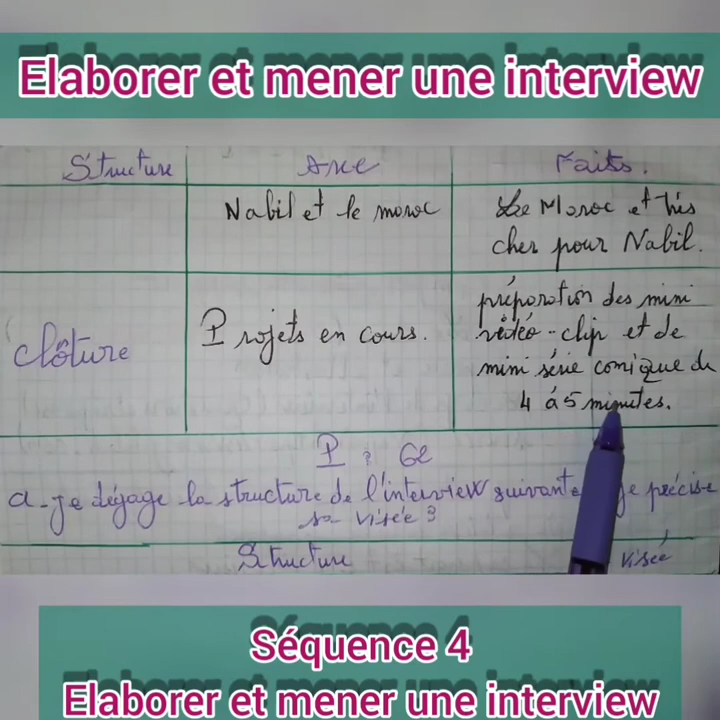 Elaborer et mener une interview
Structure Axe Faits.
Nabil et le maroc
Le Maroc et très
cher pour Nabil.
Clôture
Projets en cours.
préparation des mini
vidéo-clip et de
mini série comique de
4 à 5 minutes.
P : 62
a - Je dégage la structure de l'interview suivante je précise
sa visée ?
Structure Visée
Séquence 4
Elaborer et mener une interview